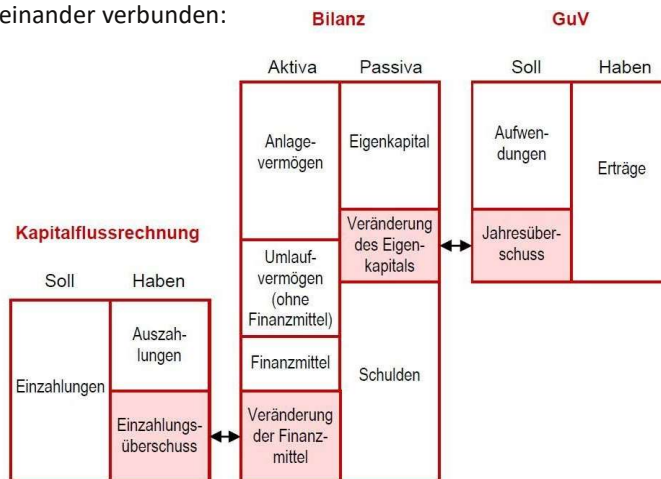 einander verbunden:
Bilanz
GuV
Aktiva
Passiva
Soll
Haben
Anlage-
vermögen
Eigenkapital
Aufwen-
dungen
Erträge
Veränderung
des Eigen-
kapitals
Jahresüber-
schuss
Kapitalflussrechnung
Soll
Haben
Umlauf-
vermögen
(ohne
Finanzmittel)
Auszah-
lungen
Finanzmittel
Schulden
Einzahlungen
Einzahlungs-
überschuss
Veränderung
der Finanz-
mittel